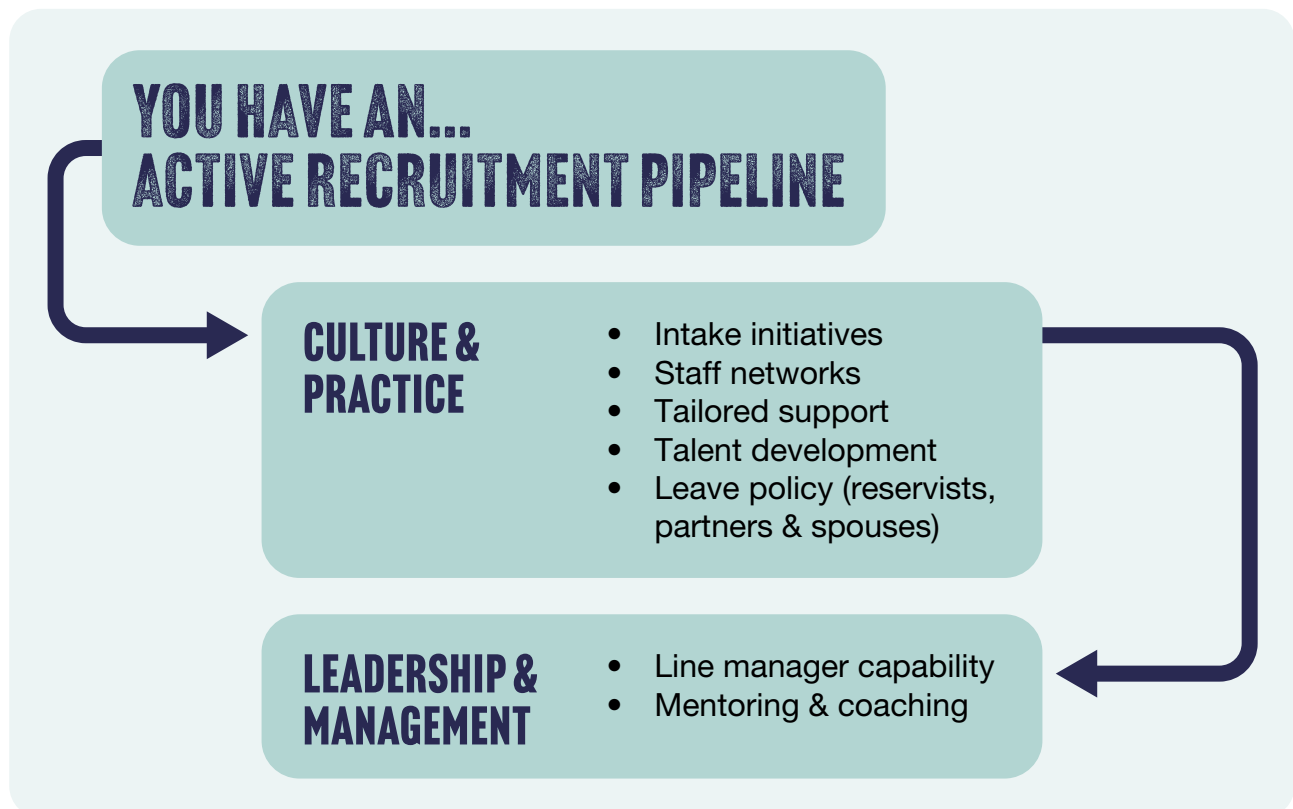 YOU HAVE AN...
ACTIVE RECRUITMENT PIPELINE
CULTURE &
PRACTICE
• Intake initiatives
• Staff networks
• Tailored support
• Talent development
• Leave policy (reservists,
partners & spouses)
LEADERSHIP &
MANAGEMENT
• Line manager capability
• Mentoring & coaching